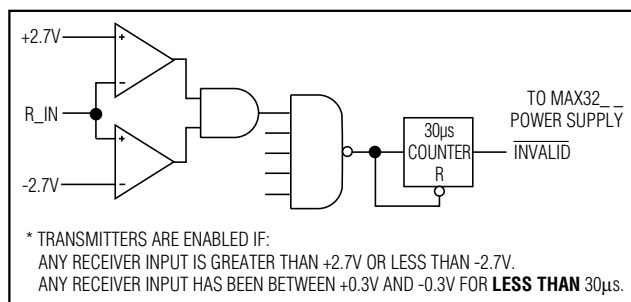 +2.7V
+
-
R_IN
+
-
-2.7V
30µs
COUNTER
R
TO MAX32_ _
POWER SUPPLY
INVALID
* TRANSMITTERS ARE ENABLED IF:
ANY RECEIVER INPUT IS GREATER THAN +2.7V OR LESS THAN -2.7V.
ANY RECEIVER INPUT HAS BEEN BETWEEN +0.3V AND -0.3V FOR LESS THAN 30µs.